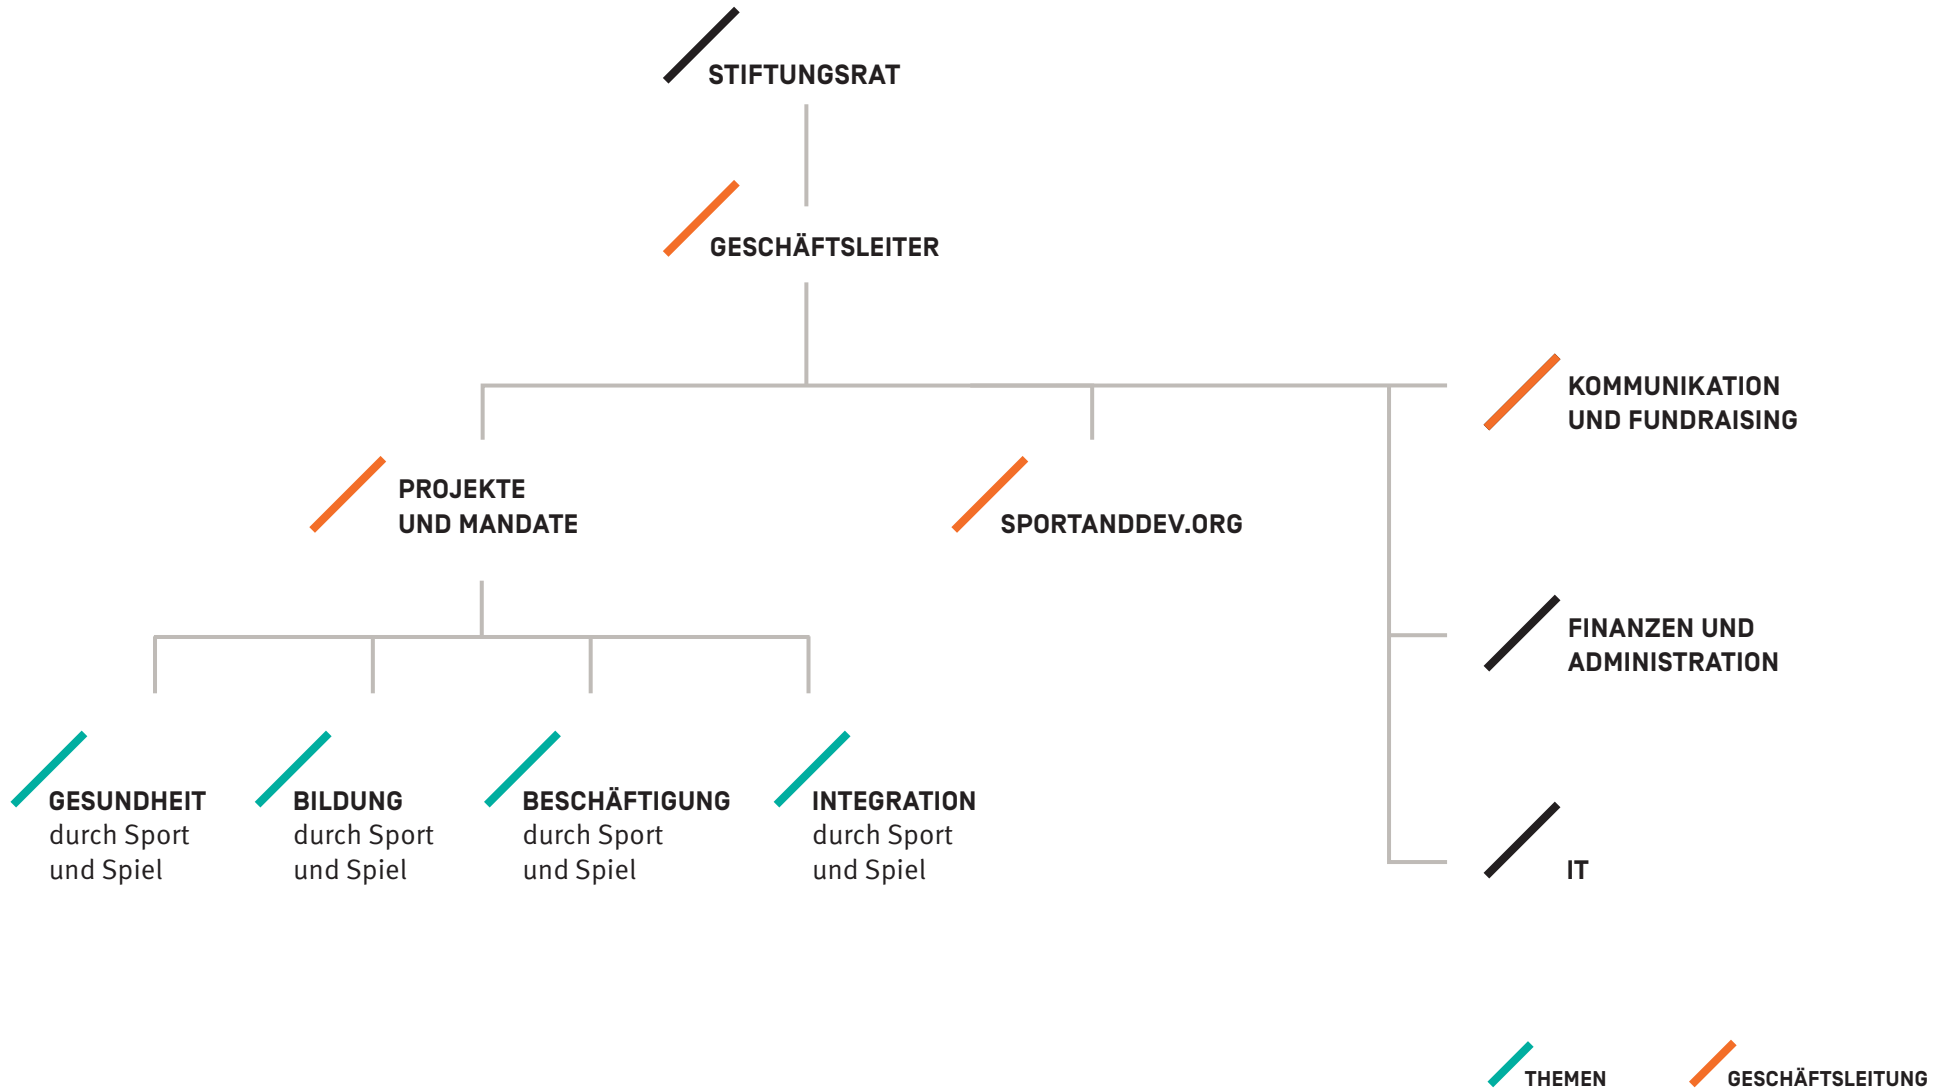 STIFTUNGSRAT
GESCHÄFTSLEITER
KOMMUNIKATION
UND FUNDRAISING
PROJEKTE
UND MANDATE
SPORTANDDEV.ORG
FINANZEN UND
ADMINISTRATION
GESUNDHEIT
durch Sport
und Spiel
BILDUNG
durch Sport
und Spiel
BESCHÄFTIGUNG
durch Sport
und Spiel
INTEGRATION
durch Sport
und Spiel
IT
THEMEN
GESCHÄFTSLEITUNG